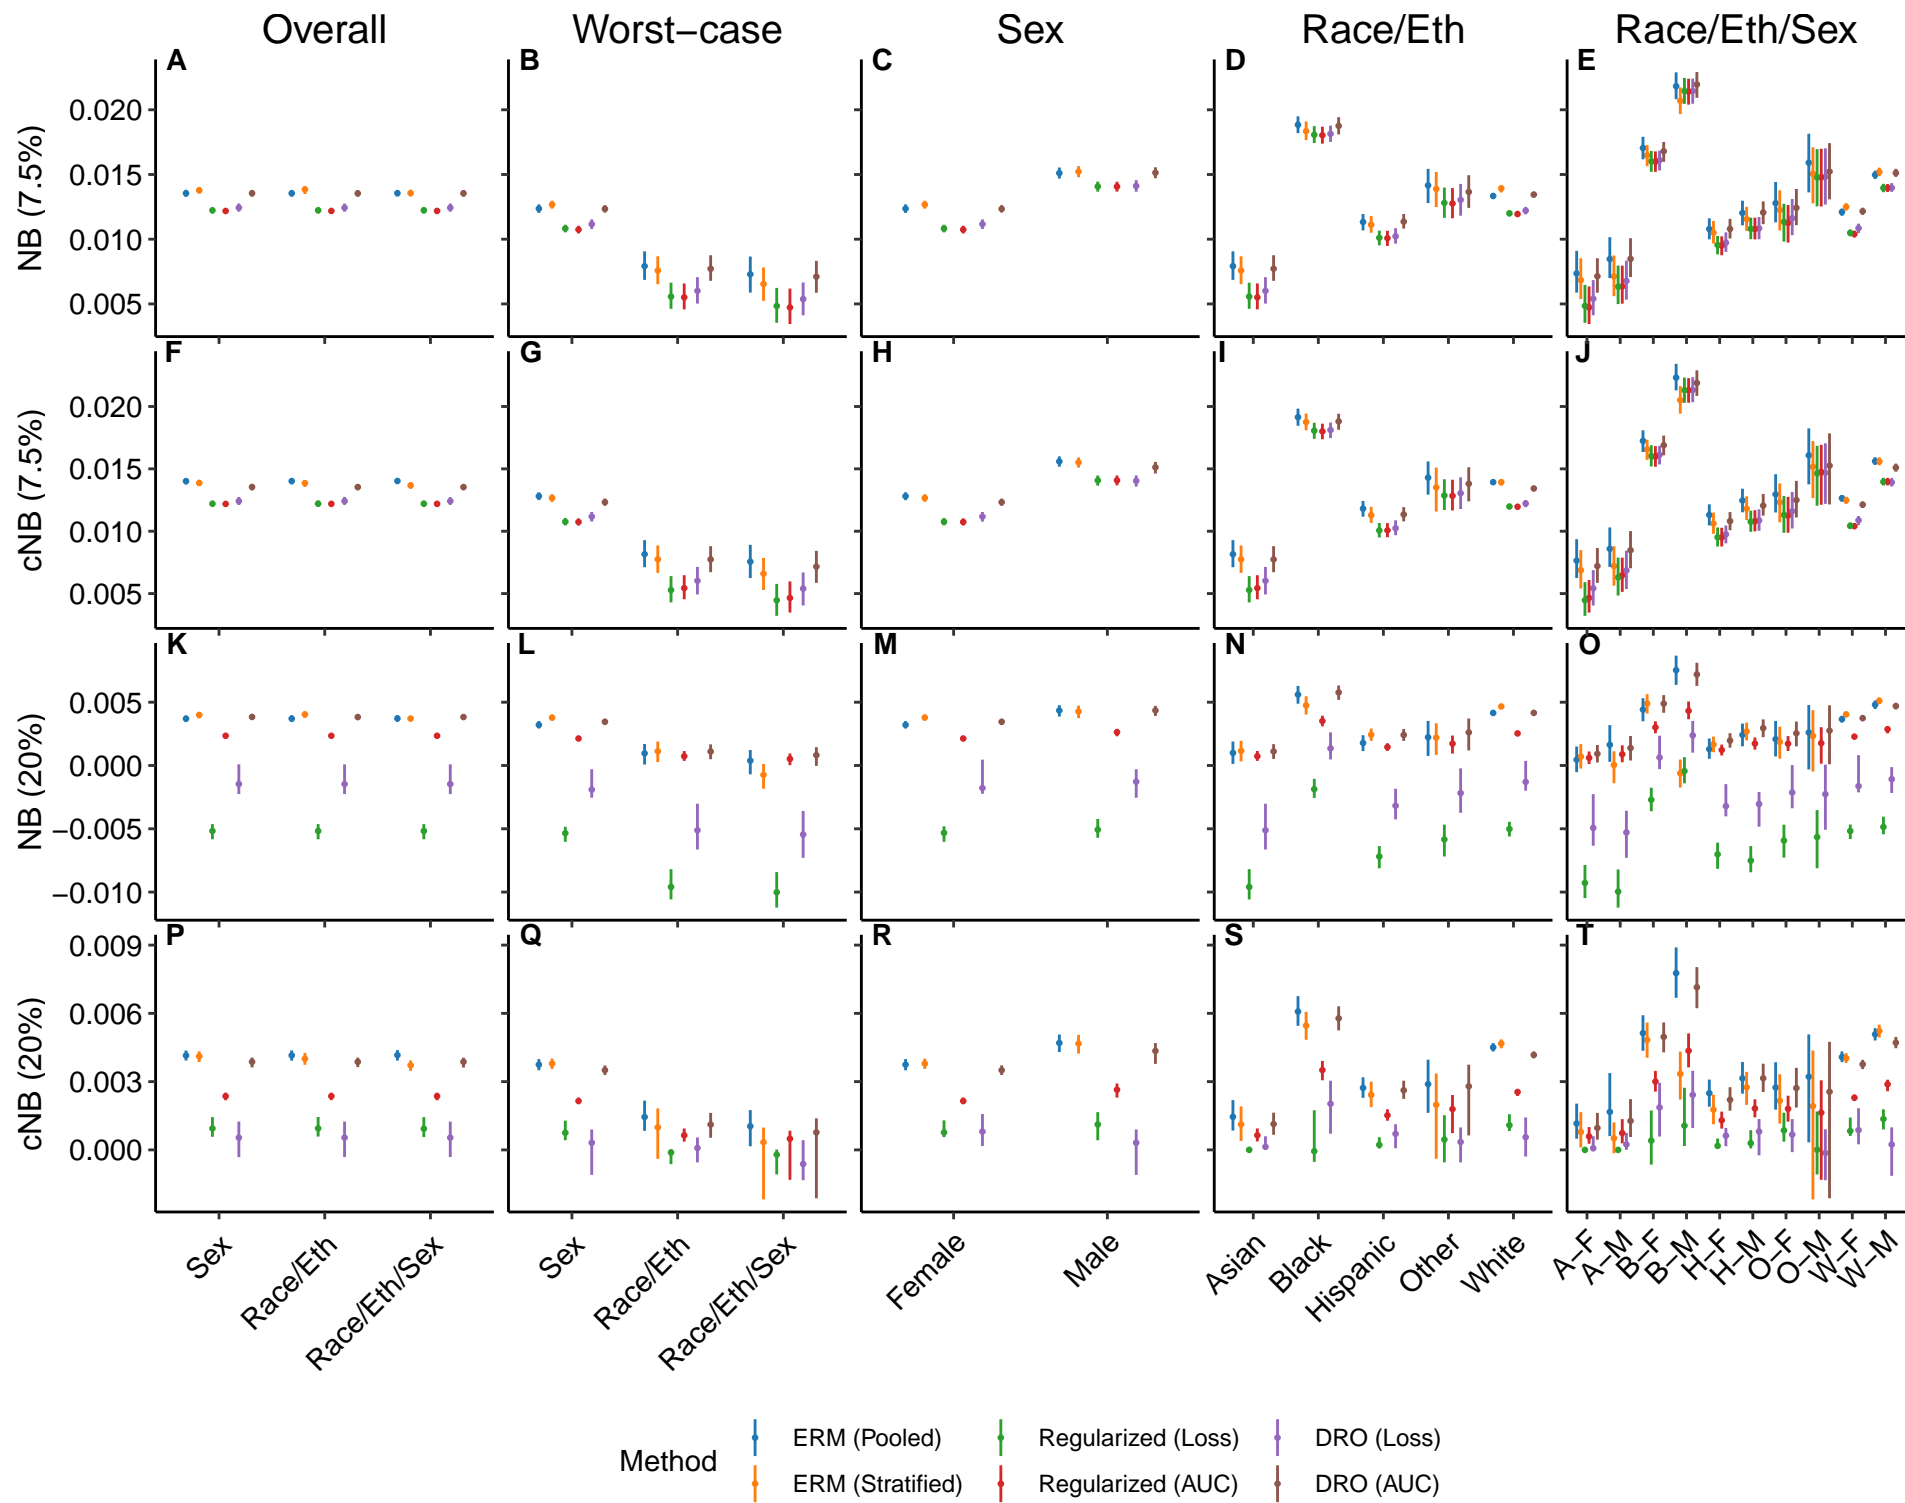 Overall Worst−case Sex Race/Eth Race/Eth/Sex
A B C D E
NB (7.5%)
0.020
0.015
0.010
0.005
F G H I J
cNB (7.5%)
0.020
0.015
0.010
0.005
K L M N O
NB (20%)
0.005
0.000
−0.005
−0.010
P Q R S T
cNB (20%)
0.009
0.006
0.003
0.000
Sex Race/Eth Race/Eth/Sex Sex Race/Eth Race/Eth/Sex Female Male Asian Black Hispanic Other White A−F A−M B−F B−M H−F H−M O−F O−M W−F W−M
Method
ERM (Pooled) Regularized (Loss) DRO (Loss)
ERM (Stratified) Regularized (AUC) DRO (AUC)